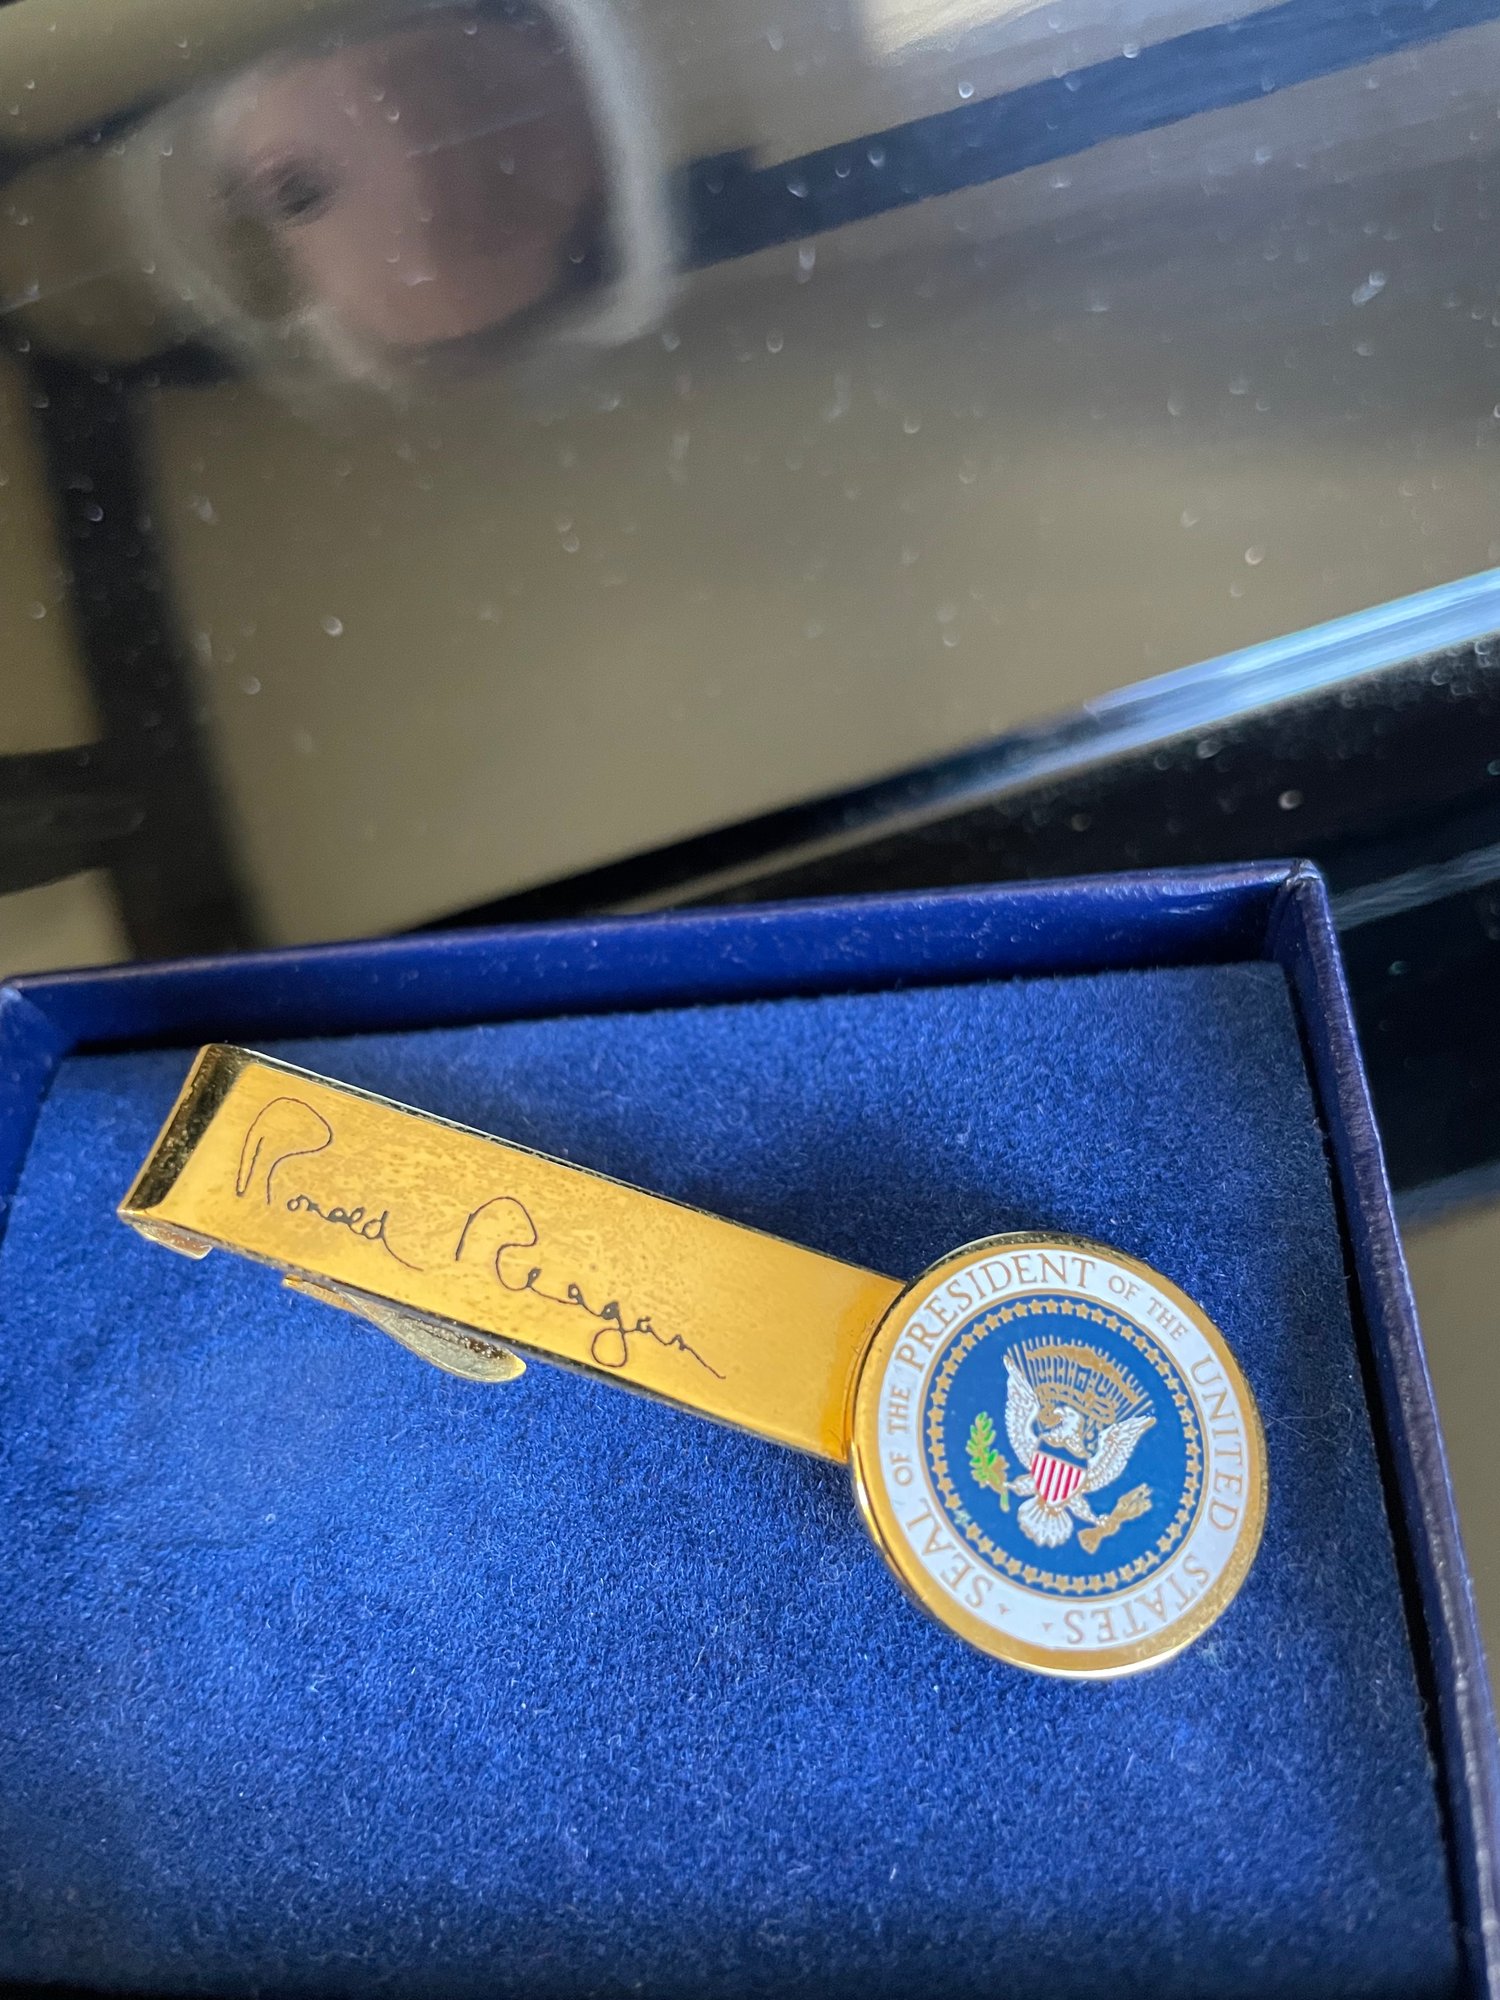 Ronald Reagan
SEAL OF THE PRESIDENT OF THE UNITED STATES